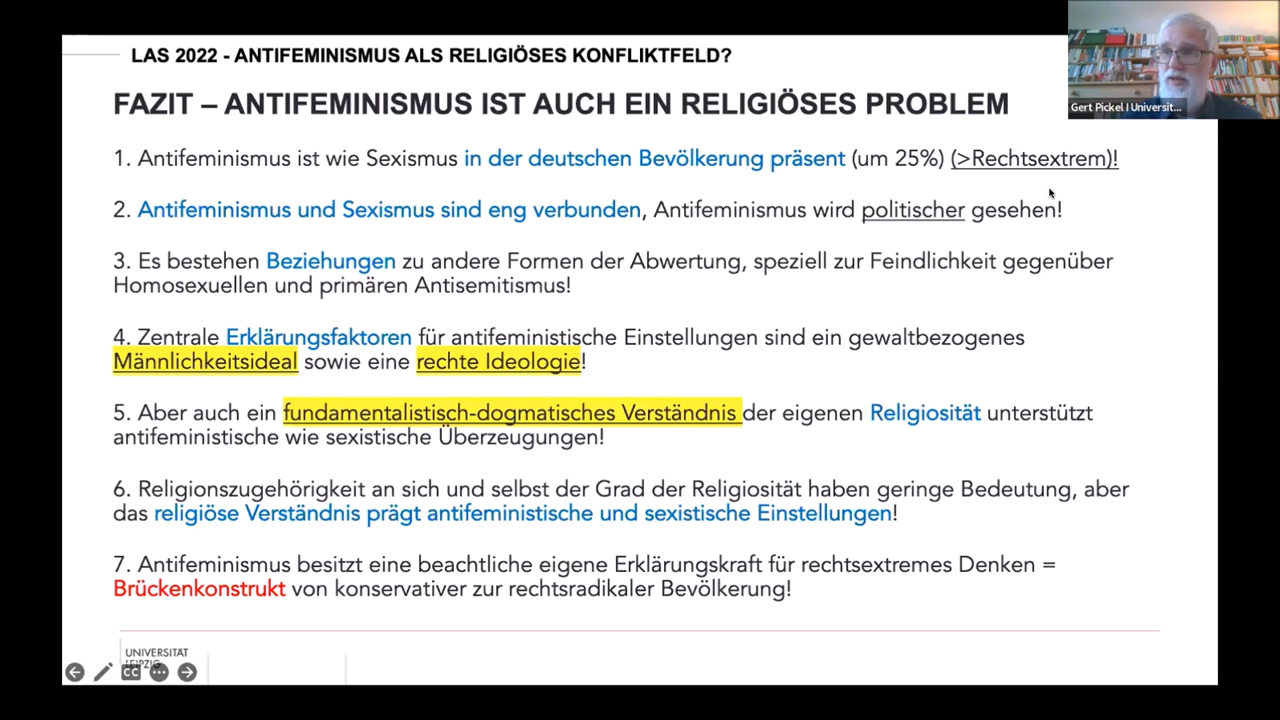 LAS 2022 - ANTIFEMINISMUS ALS RELIGIÖSES KONFLIKTFELD?
FAZIT – ANTIFEMINISMUS IST AUCH EIN RELIGIÖSES PROBLEM
Gert Pickel I Universit...
1. Antifeminismus ist wie Sexismus in der deutschen Bevölkerung präsent (um 25%) (>Rechtsextrem)!
2. Antifeminismus und Sexismus sind eng verbunden, Antifeminismus wird politischer gesehen!
3. Es bestehen Beziehungen zu andere Formen der Abwertung, speziell zur Feindlichkeit gegenüber
Homosexuellen und primären Antisemitismus!
4. Zentrale Erklärungsfaktoren für antifeministische Einstellungen sind ein gewaltbezogenes
Männlichkeitsideal sowie eine rechte Ideologie!
5. Aber auch ein fundamentalistisch-dogmatisches Verständnis der eigenen Religiosität unterstützt
antifeministische wie sexistische Überzeugungen!
6. Religionszugehörigkeit an sich und selbst der Grad der Religiosität haben geringe Bedeutung, aber
das religiöse Verständnis prägt antifeministische und sexistische Einstellungen!
7. Antifeminismus besitzt eine beachtliche eigene Erklärungskraft für rechtsextremes Denken =
Brückenkonstrukt von konservativer zur rechtsradikaler Bevölkerung!
UNIVERSITÄT
LEIPZIG
CC